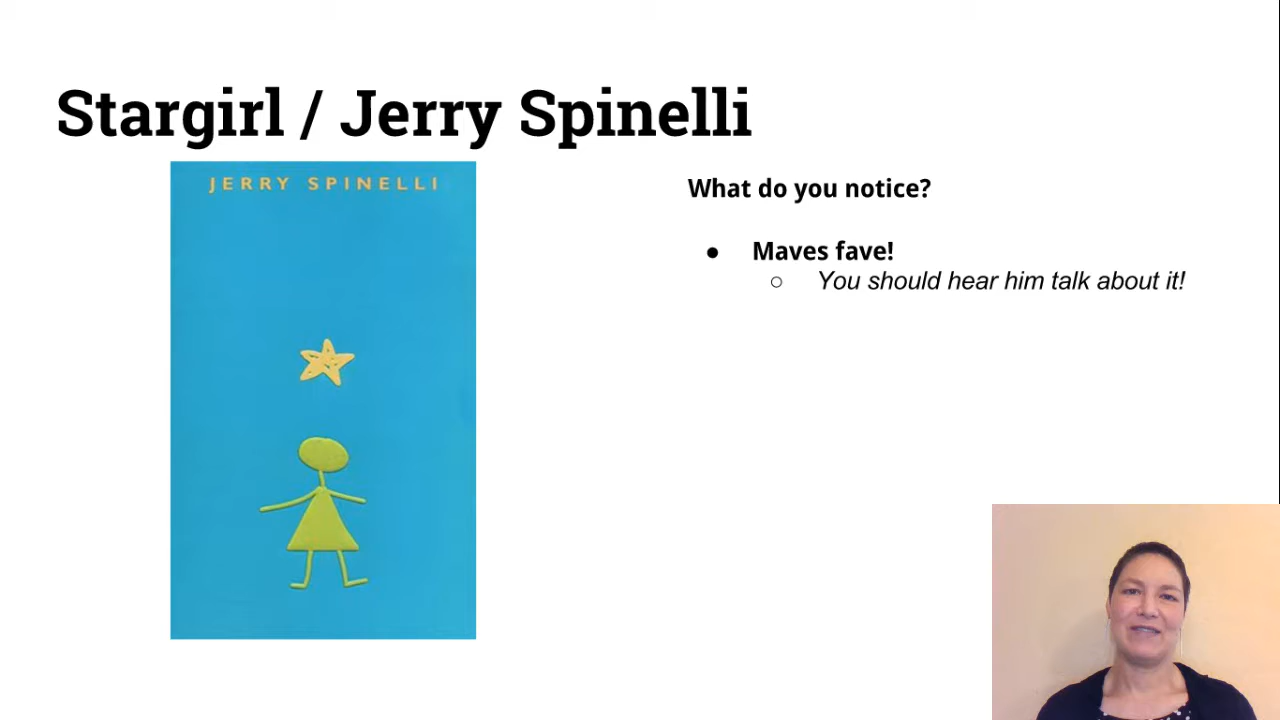 Stargirl / Jerry Spinelli
JERRY SPINELLI
What do you notice?
● Maves fave!
○ You should hear him talk about it!